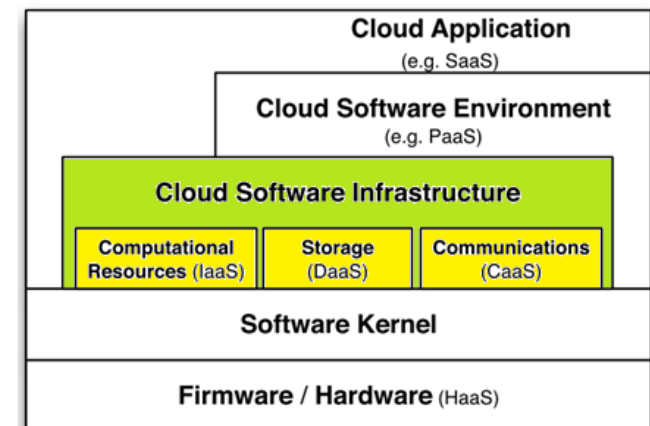 Cloud Application
(e.g. SaaS)
Cloud Software Environment
(e.g. PaaS)
Cloud Software Infrastructure
Computational
Resources (IaaS)
Storage
(DaaS)
Communications
(CaaS)
Software Kernel
Firmware / Hardware (HaaS)